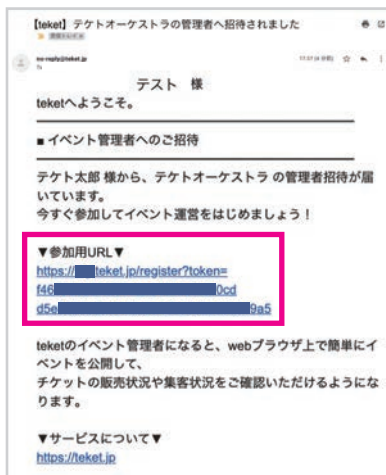 【teket】テケトオーケストラの管理者へ招待されました
no-reply@teket.jp
テスト 様
teketへようこそ。
■ イベント管理者へのご招待
テケト太郎 様から、テケトオーケストラ の管理者招待が届
いています。
今すぐ参加してイベント運営をはじめましょう！
▼参加用URL▼
https:// teket.jp/register?token=
f46 0cd
d5e 9a5
teketのイベント管理者になると、webブラウザ上で簡単にイ
ベントを公開して、
チケットの販売状況や集客状況をご確認いただけるようにな
ります。
▼サービスについて▼
https://teket.jp